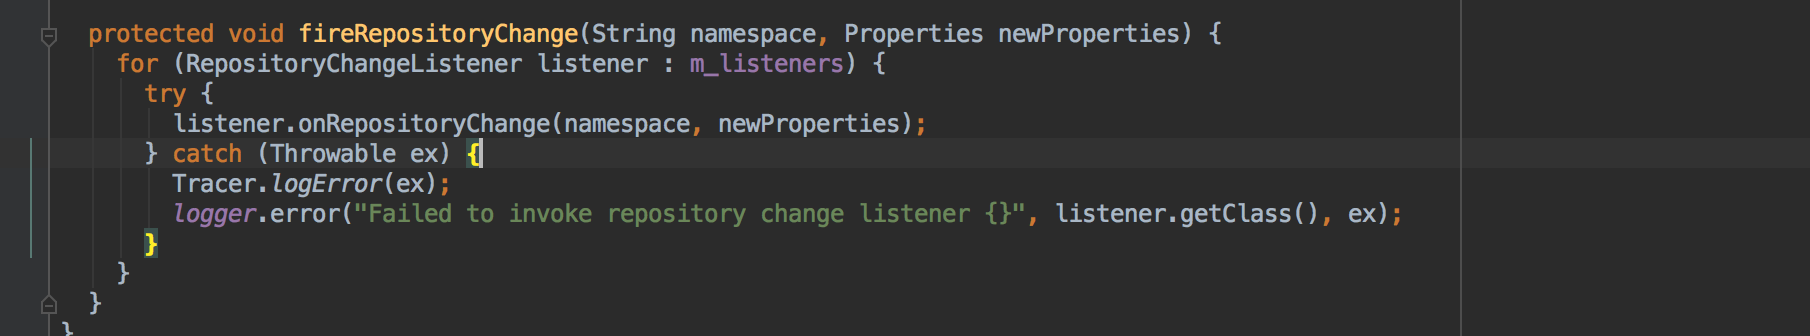 protected void fireRepositoryChange(String namespace, Properties newProperties) {
for (RepositoryChangeListener listener : m_listeners) {
try {
listener.onRepositoryChange(namespace, newProperties);
} catch (Throwable ex) {
Tracer.logError(ex);
logger.error("Failed to invoke repository change listener {}", listener.getClass(), ex);
}
}
}
}